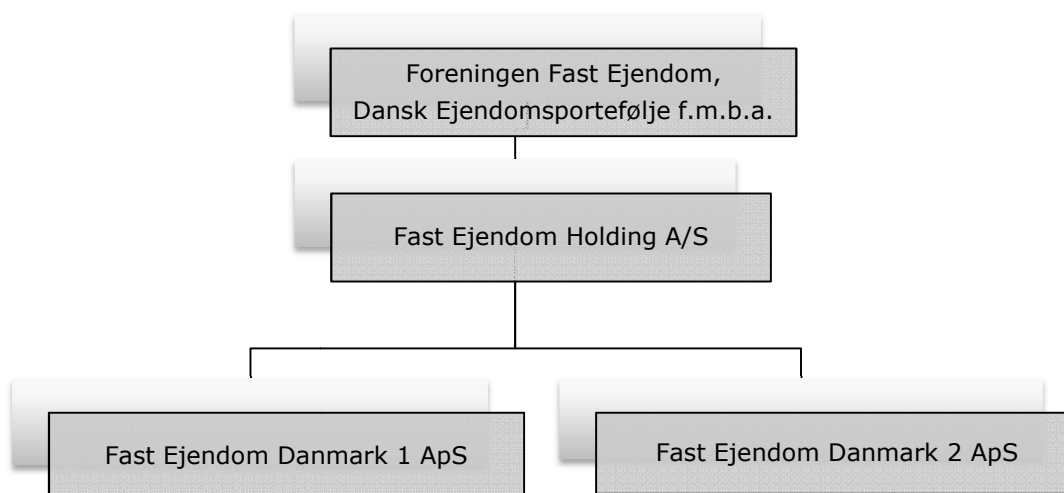 Foreningen Fast Ejendom,
Dansk Ejendomsportefølje f.m.b.a.
Fast Ejendom Holding A/S
Fast Ejendom Danmark 1 ApS
Fast Ejendom Danmark 2 ApS